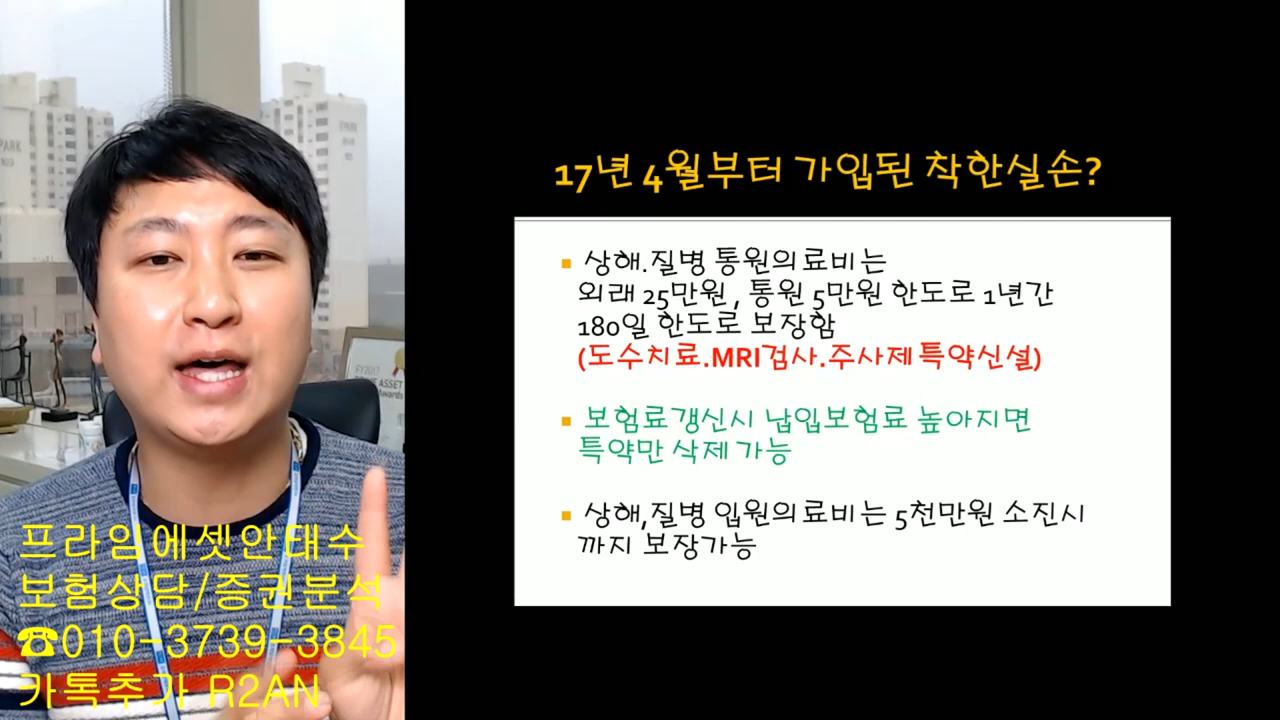 17년 4월부터 가입된 착한실손?
상해.질병 통원의료비는
외래 25만원, 통원 5만원 한도로 1년간
180일 한도로 보장함
(도수치료.MRI검사.주사제특약신설)
보험료갱신시 납입보험료 높아지면
특약만 삭제가능
상해,질병 입원의료비는 5천만원 소진시
까지 보장가능
PARK
PARK
FY2017
ASSET
Awards
프라임에셋안태수
보험상담/증권분석
☎010-3739-3845
카톡추가 R2AN